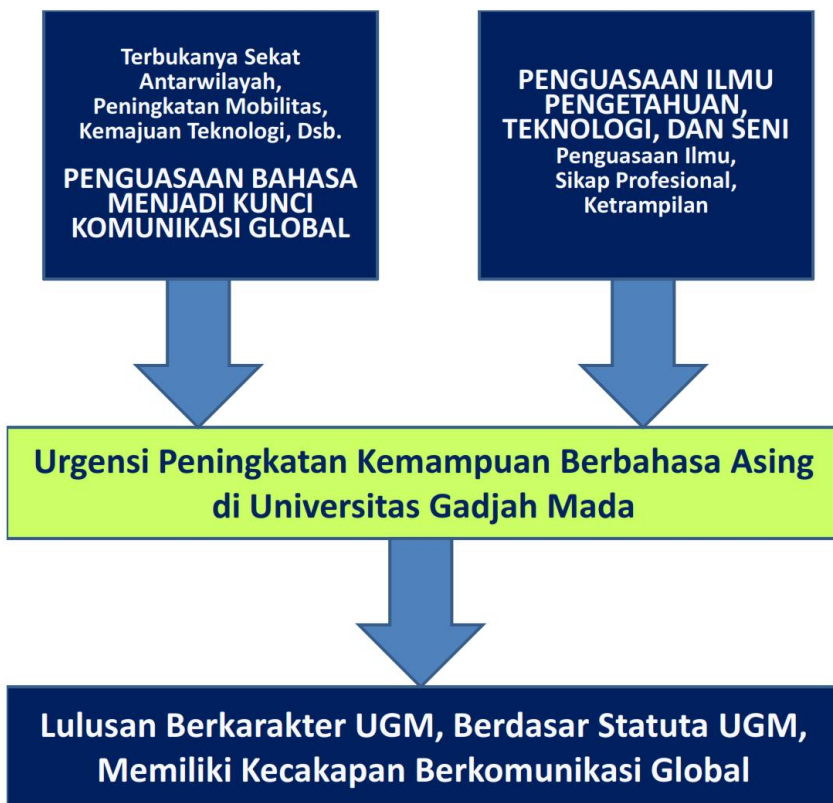 Terbukanya Sekat
Antarwilayah,
Peningkatan Mobilitas,
Kemajuan Teknologi, Dsb.
PENGUASAAN BAHASA
MENJADI KUNCI
KOMUNIKASI GLOBAL
PENGUASAAN ILMU
PENGETAHUAN,
TEKNOLOGI, DAN SENI
Penguasaan Ilmu,
Sikap Profesional,
Ketrampilan
Urgensi Peningkatan Kemampuan Berbahasa Asing
di Universitas Gadjah Mada
Lulusan Berkarakter UGM, Berdasar Statuta UGM,
Memiliki Kecakapan Berkomunikasi Global